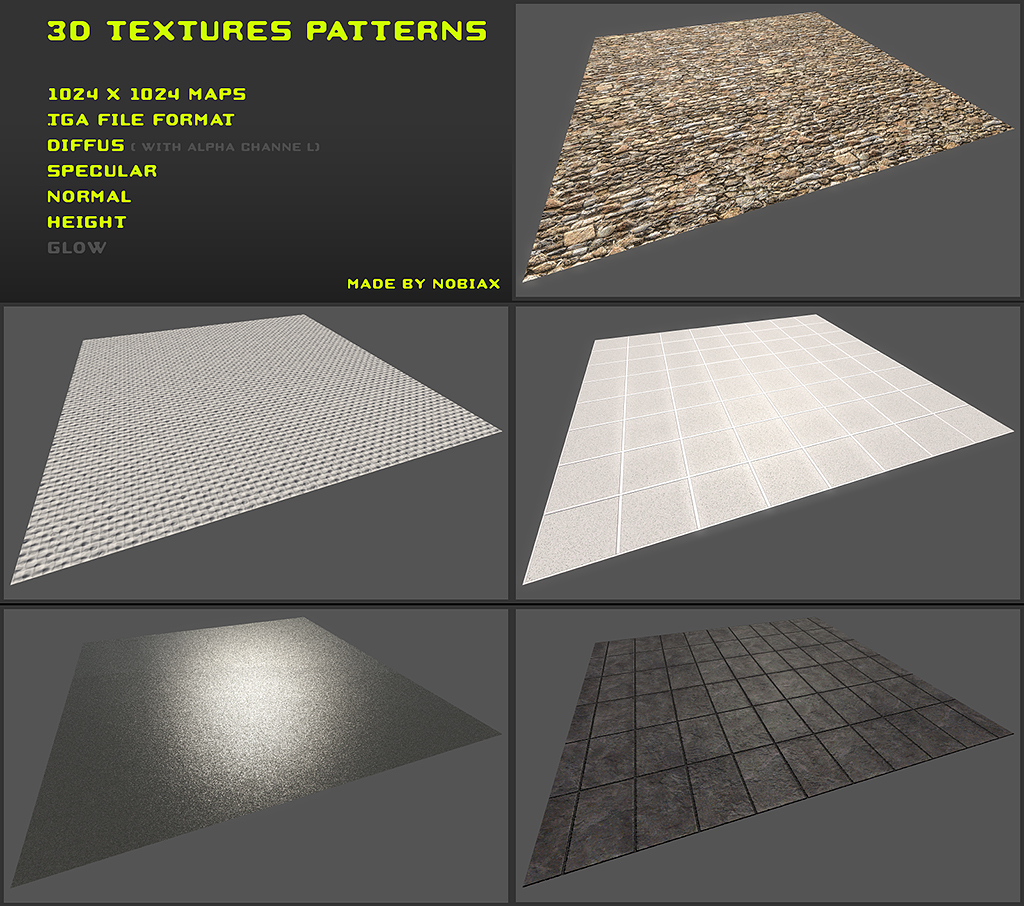 3D TEXTURES PATTERNS
1024 X 1024 MAPS
TGA FILE FORMAT
DIFFUS ( WITH ALPHA CHANNE L)
SPECULAR
NORMAL
HEIGHT
GLOW
MADE BY NOBIAX